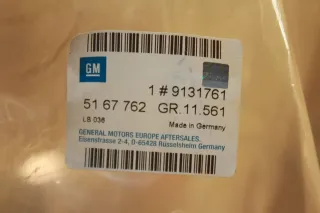 GM
1 # 9131761
51 67 762 GR.11.561
LB 036
Made in Germany
GENERAL MOTORS EUROPE AFTERSALES,
Eisenstrasse 2-4, D-65428 Rüsselsheim Germany